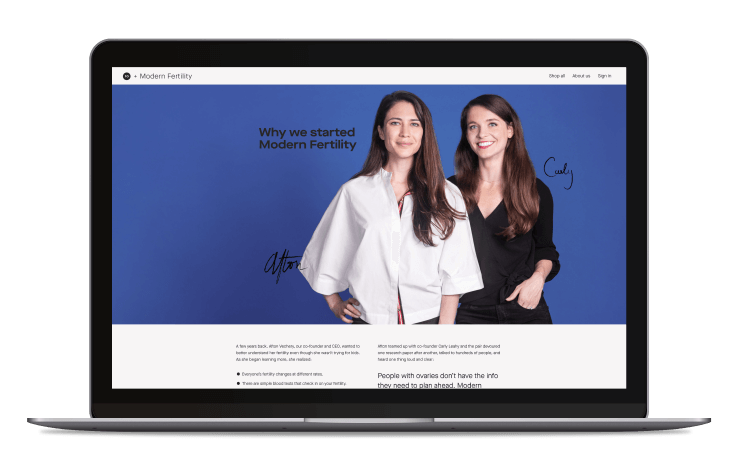 + Modern Fertility
Shop all About us Sign in
Why we started
Modern Fertility
Carly
Afton
A few years back, Afton Vechery, our co-founder and CEO, wanted to
better understand her fertility even though she wasn't trying for kids.
As she began learning more, she realized:
Everyone's fertility changes at different rates.
There are simple blood tests that check in on your fertility.
Afton teamed up with co-founder Carly Leahy and the pair devoured
one research paper after another, talked to hundreds of people, and
heard one thing loud and clear:
People with ovaries don't have the info
they need to plan ahead. Modern